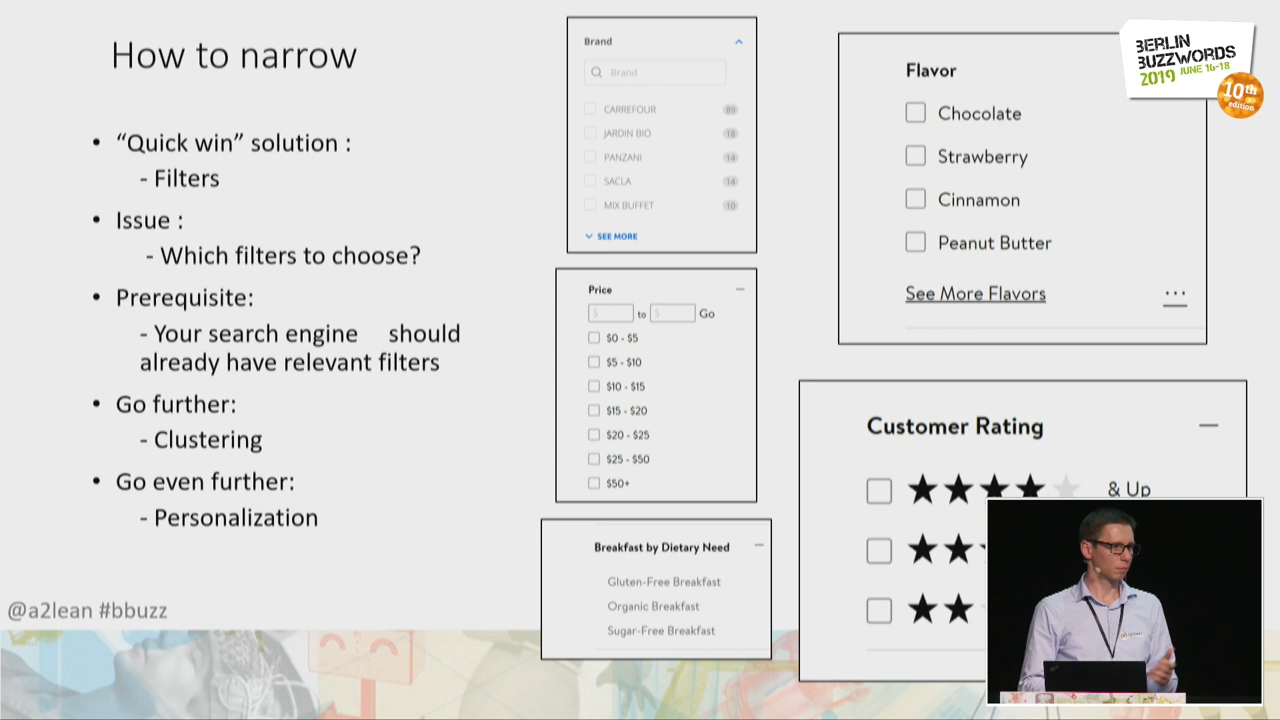 How to narrow
• “Quick win” solution :
- Filters
• Issue :
- Which filters to choose?
• Prerequisite:
- Your search engine should
already have relevant filters
• Go further:
- Clustering
• Go even further:
- Personalization
@a2lean #bbuzz
Brand
Brand
CARREFOUR 89
JARDIN BIO 18
PANZANI 14
SACLA 14
MIX BUFFET 10
SEE MORE
Price
$ to $ Go
$0 - $5
$5 - $10
$10 - $15
$15 - $20
$20 - $25
$25 - $50
$50+
Breakfast by Dietary Need
Gluten-Free Breakfast
Organic Breakfast
Sugar-Free Breakfast
Flavor
Chocolate
Strawberry
Cinnamon
Peanut Butter
See More Flavors ...
Customer Rating
& Up
BERLIN
BUZZWORDS
2019 JUNE 16-18
10th
edition